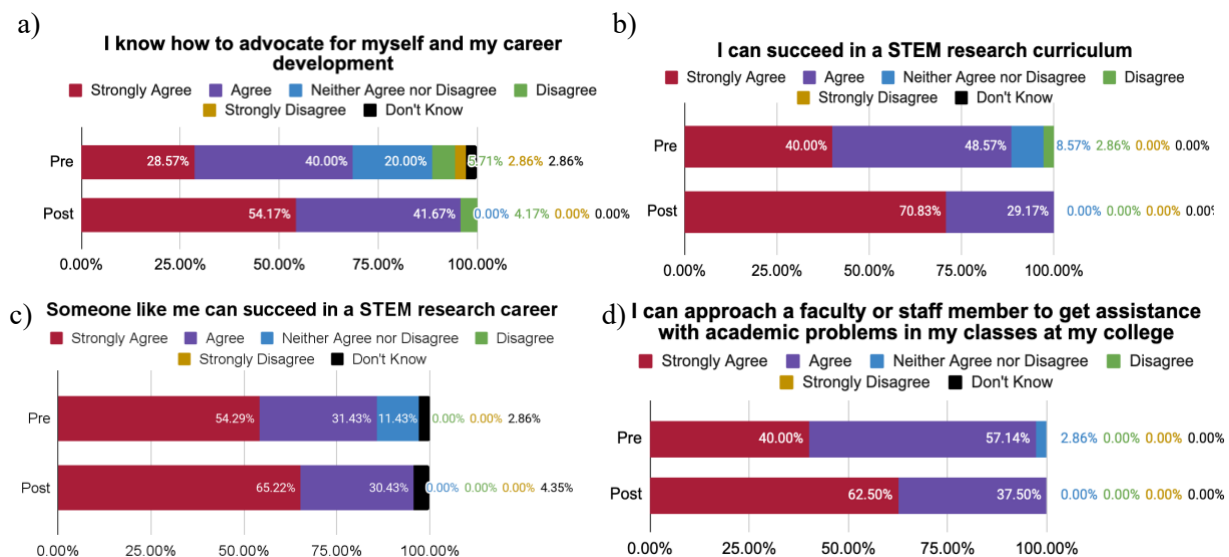 a)
I know how to advocate for myself and my career
development
Strongly Agree Agree Neither Agree nor Disagree Disagree
Strongly Disagree Don't Know
Pre 28.57% 40.00% 20.00% 5.71% 2.86% 2.86%
Post 54.17% 41.67% 0.00% 4.17% 0.00% 0.00%
0.00% 25.00% 50.00% 75.00% 100.00%
b)
I can succeed in a STEM research curriculum
Strongly Agree Agree Neither Agree nor Disagree Disagree
Strongly Disagree Don't Know
Pre 40.00% 48.57% 8.57% 2.86% 0.00% 0.00%
Post 70.83% 29.17% 0.00% 0.00% 0.00% 0.00%
0.00% 25.00% 50.00% 75.00% 100.00%
c) Someone like me can succeed in a STEM research career
Strongly Agree Agree Neither Agree nor Disagree Disagree
Strongly Disagree Don't Know
Pre 54.29% 31.43% 11.43% 0.00% 0.00% 2.86%
Post 65.22% 30.43% 0.00% 0.00% 0.00% 4.35%
0.00% 25.00% 50.00% 75.00% 100.00%
d) I can approach a faculty or staff member to get assistance
with academic problems in my classes at my college
Strongly Agree Agree Neither Agree nor Disagree Disagree
Strongly Disagree Don't Know
Pre 40.00% 57.14% 2.86% 0.00% 0.00% 0.00%
Post 62.50% 37.50% 0.00% 0.00% 0.00% 0.00%
0.00% 25.00% 50.00% 75.00% 100.00%